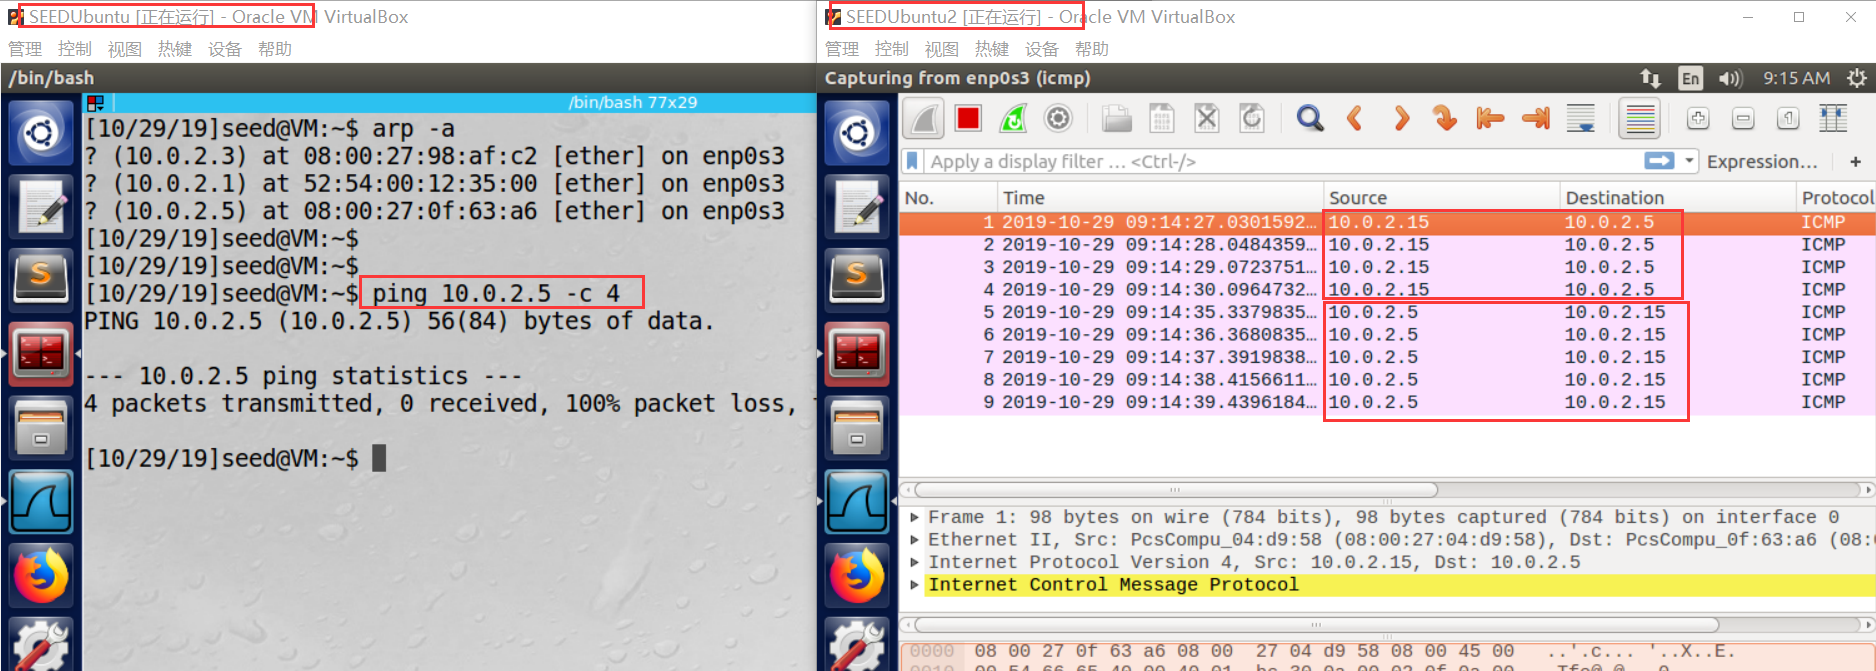 SEEDUbuntu [正在运行] - Oracle VM VirtualBox
管理 控制 视图 热键 设备 帮助
/bin/bash
/bin/bash 77x29
[10/29/19]seed@VM:~$ arp -a
? (10.0.2.3) at 08:00:27:98:af:c2 [ether] on enp0s3
? (10.0.2.1) at 52:54:00:12:35:00 [ether] on enp0s3
? (10.0.2.5) at 08:00:27:0f:63:a6 [ether] on enp0s3
[10/29/19]seed@VM:~$
[10/29/19]seed@VM:~$
[10/29/19]seed@VM:~$ ping 10.0.2.5 -c 4
PING 10.0.2.5 (10.0.2.5) 56(84) bytes of data.
--- 10.0.2.5 ping statistics ---
4 packets transmitted, 0 received, 100% packet loss,
[10/29/19]seed@VM:~$
SEEDUbuntu2 [正在运行] - Oracle VM VirtualBox
管理 控制 视图 热键 设备 帮助
Capturing from enp0s3 (icmp) En 9:15 AM
Apply a display filter ... <Ctrl-/> Expression... +
No. Time Source Destination Protocol
1 2019-10-29 09:14:27.0301592... 10.0.2.15 10.0.2.5 ICMP
2 2019-10-29 09:14:28.0484359... 10.0.2.15 10.0.2.5 ICMP
3 2019-10-29 09:14:29.0723751... 10.0.2.15 10.0.2.5 ICMP
4 2019-10-29 09:14:30.0964732... 10.0.2.15 10.0.2.5 ICMP
5 2019-10-29 09:14:35.3379835... 10.0.2.5 10.0.2.15 ICMP
6 2019-10-29 09:14:36.3680835... 10.0.2.5 10.0.2.15 ICMP
7 2019-10-29 09:14:37.3919838... 10.0.2.5 10.0.2.15 ICMP
8 2019-10-29 09:14:38.4156611... 10.0.2.5 10.0.2.15 ICMP
9 2019-10-29 09:14:39.4396184... 10.0.2.5 10.0.2.15 ICMP
Frame 1: 98 bytes on wire (784 bits), 98 bytes captured (784 bits) on interface 0
Ethernet II, Src: PcsCompu_04:d9:58 (08:00:27:04:d9:58), Dst: PcsCompu_0f:63:a6 (08:
Internet Protocol Version 4, Src: 10.0.2.15, Dst: 10.0.2.5
Internet Control Message Protocol
0000 08 00 27 0f 63 a6 08 00 27 04 d9 58 08 00 45 00 ..'.c... '..X..E.